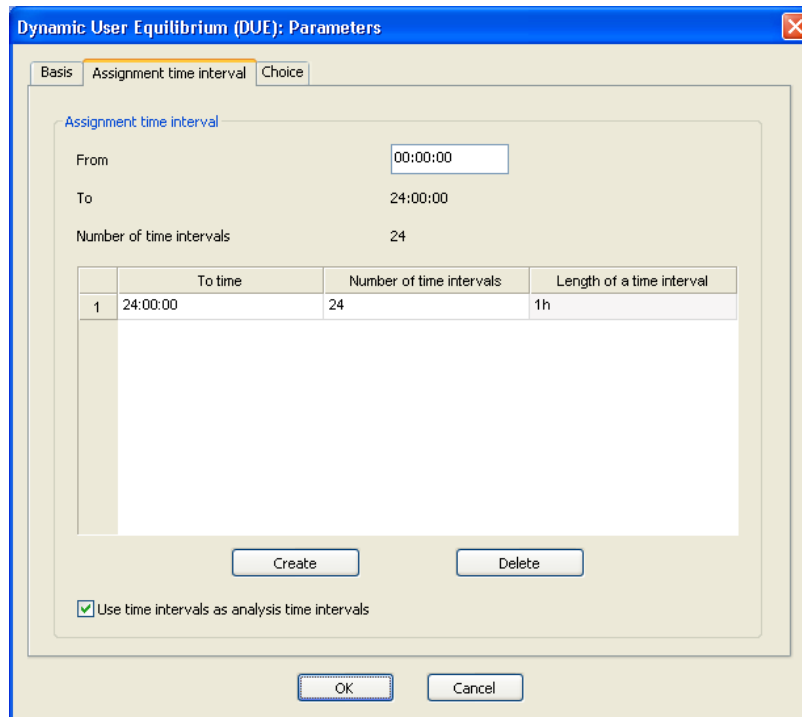 Dynamic User Equilibrium (DUE): Parameters
Basis Assignment time interval Choice
Assignment time interval
From 00:00:00
To 24:00:00
Number of time intervals 24
To time Number of time intervals Length of a time interval
1 24:00:00 24 1h
Create Delete
Use time intervals as analysis time intervals
OK Cancel